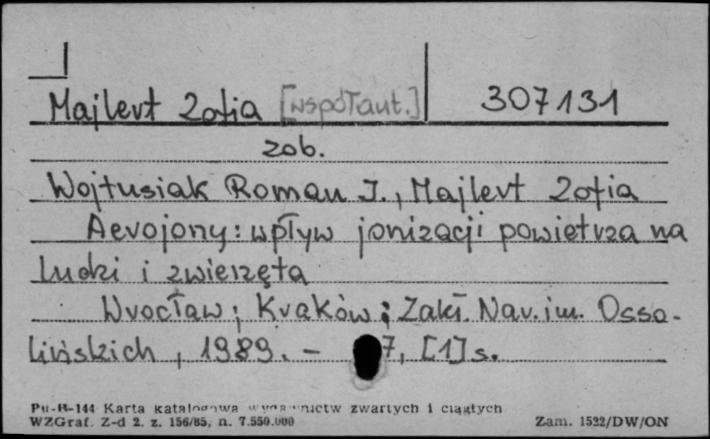 Majlert Zofia [współaut.] 307131
zob.
Wojtusiak Roman J., Majlert Zofia
Aerojony: wpływ jonizacji powietrza na
ludzi i zwierzęta
Wrocław; Kraków: Zakł. Nar. im. Osso-
lińskich, 1989. - 7, [1] s.
Pu-B-144 Karta katalogowa wydawnictw zwartych i ciągłych
WZGraf. Z-d 2. z. 156/85, n. 7.550.000 Zam. 1522/DW/ON